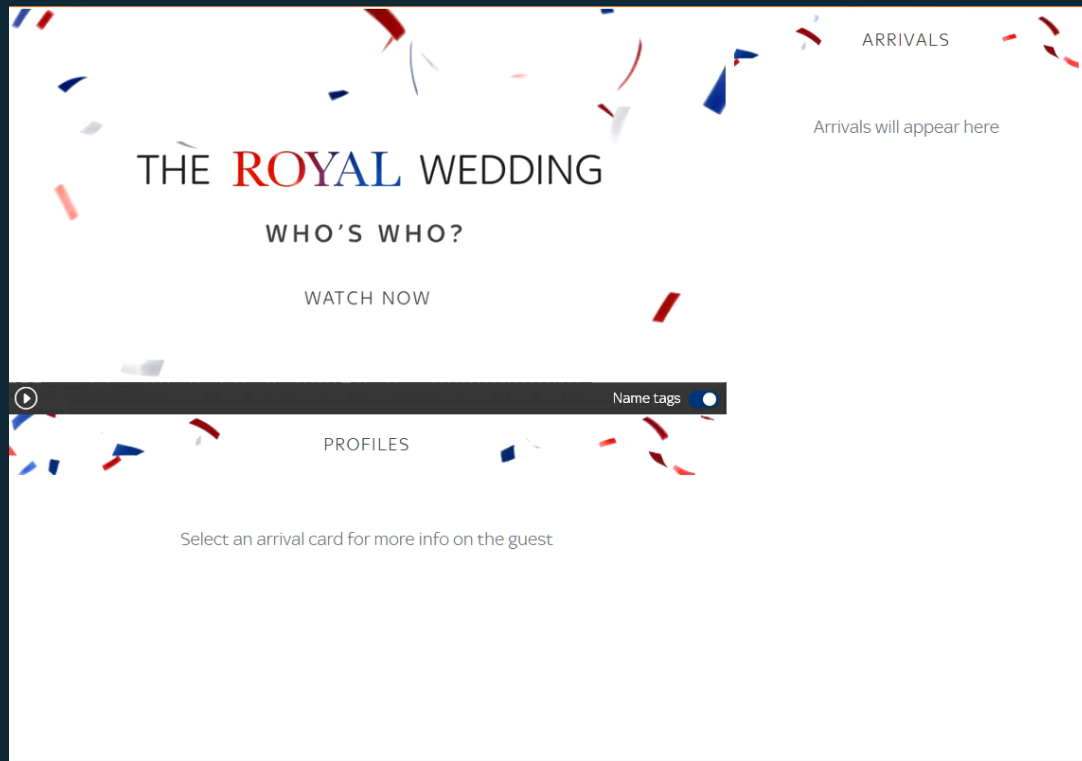 THE ROYAL WEDDING
WHO'S WHO?
WATCH NOW
Name tags
ARRIVALS
Arrivals will appear here
PROFILES
Select an arrival card for more info on the guest